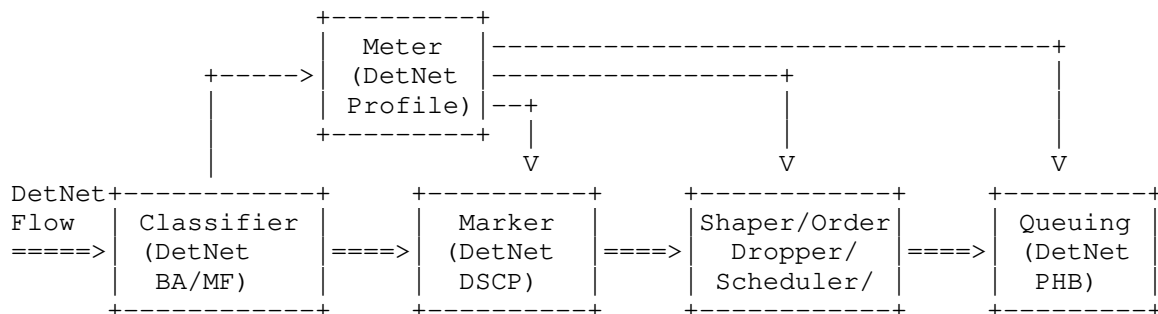 Meter
(DetNet
Profile)
DetNet
Flow
Classifier
(DetNet
BA/MF)
Marker
(DetNet
DSCP)
Shaper/Order
Dropper/
Scheduler/
Queuing
(DetNet
PHB)